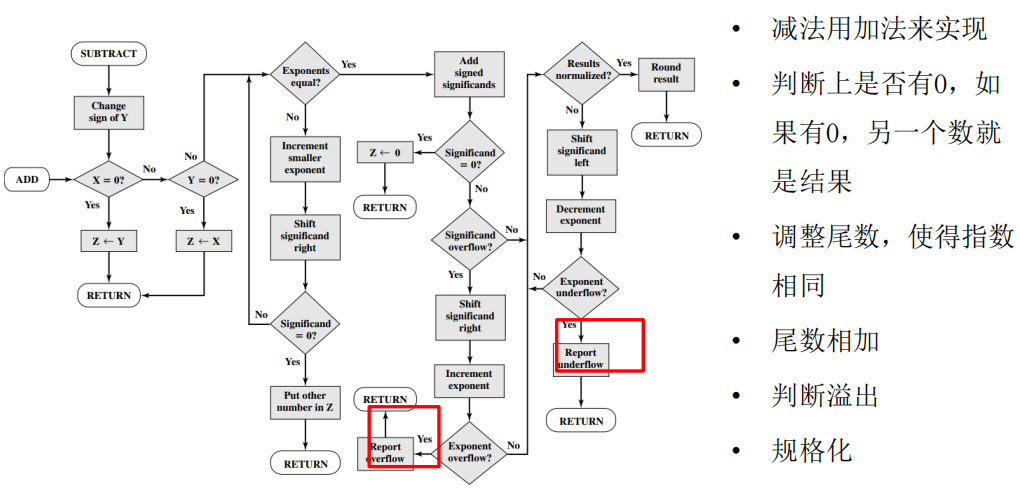 SUBTRACT
Change
sign of Y
ADD
X = 0?
No
Yes
Z ← Y
RETURN
Y = 0?
No
Yes
Z ← X
Exponents
equal?
Yes
No
Increment
smaller
exponent
Shift
significand
right
Significand
= 0?
No
Yes
Put other
number in Z
RETURN
Add
signed
significands
Significand
= 0?
Yes
Z ← 0
RETURN
No
Significand
overflow?
No
Yes
Shift
significand
right
Increment
exponent
Exponent
overflow?
Yes
Report
overflow
RETURN
No
Results
normalized?
Yes
Round
result
RETURN
No
Shift
significand
left
Decrement
exponent
Exponent
underflow?
No
Yes
Report
underflow
RETURN
• 减法用加法来实现
• 判断上是否有0，如
果有0，另一个数就
是结果
• 调整尾数，使得指数
相同
• 尾数相加
• 判断溢出
• 规格化